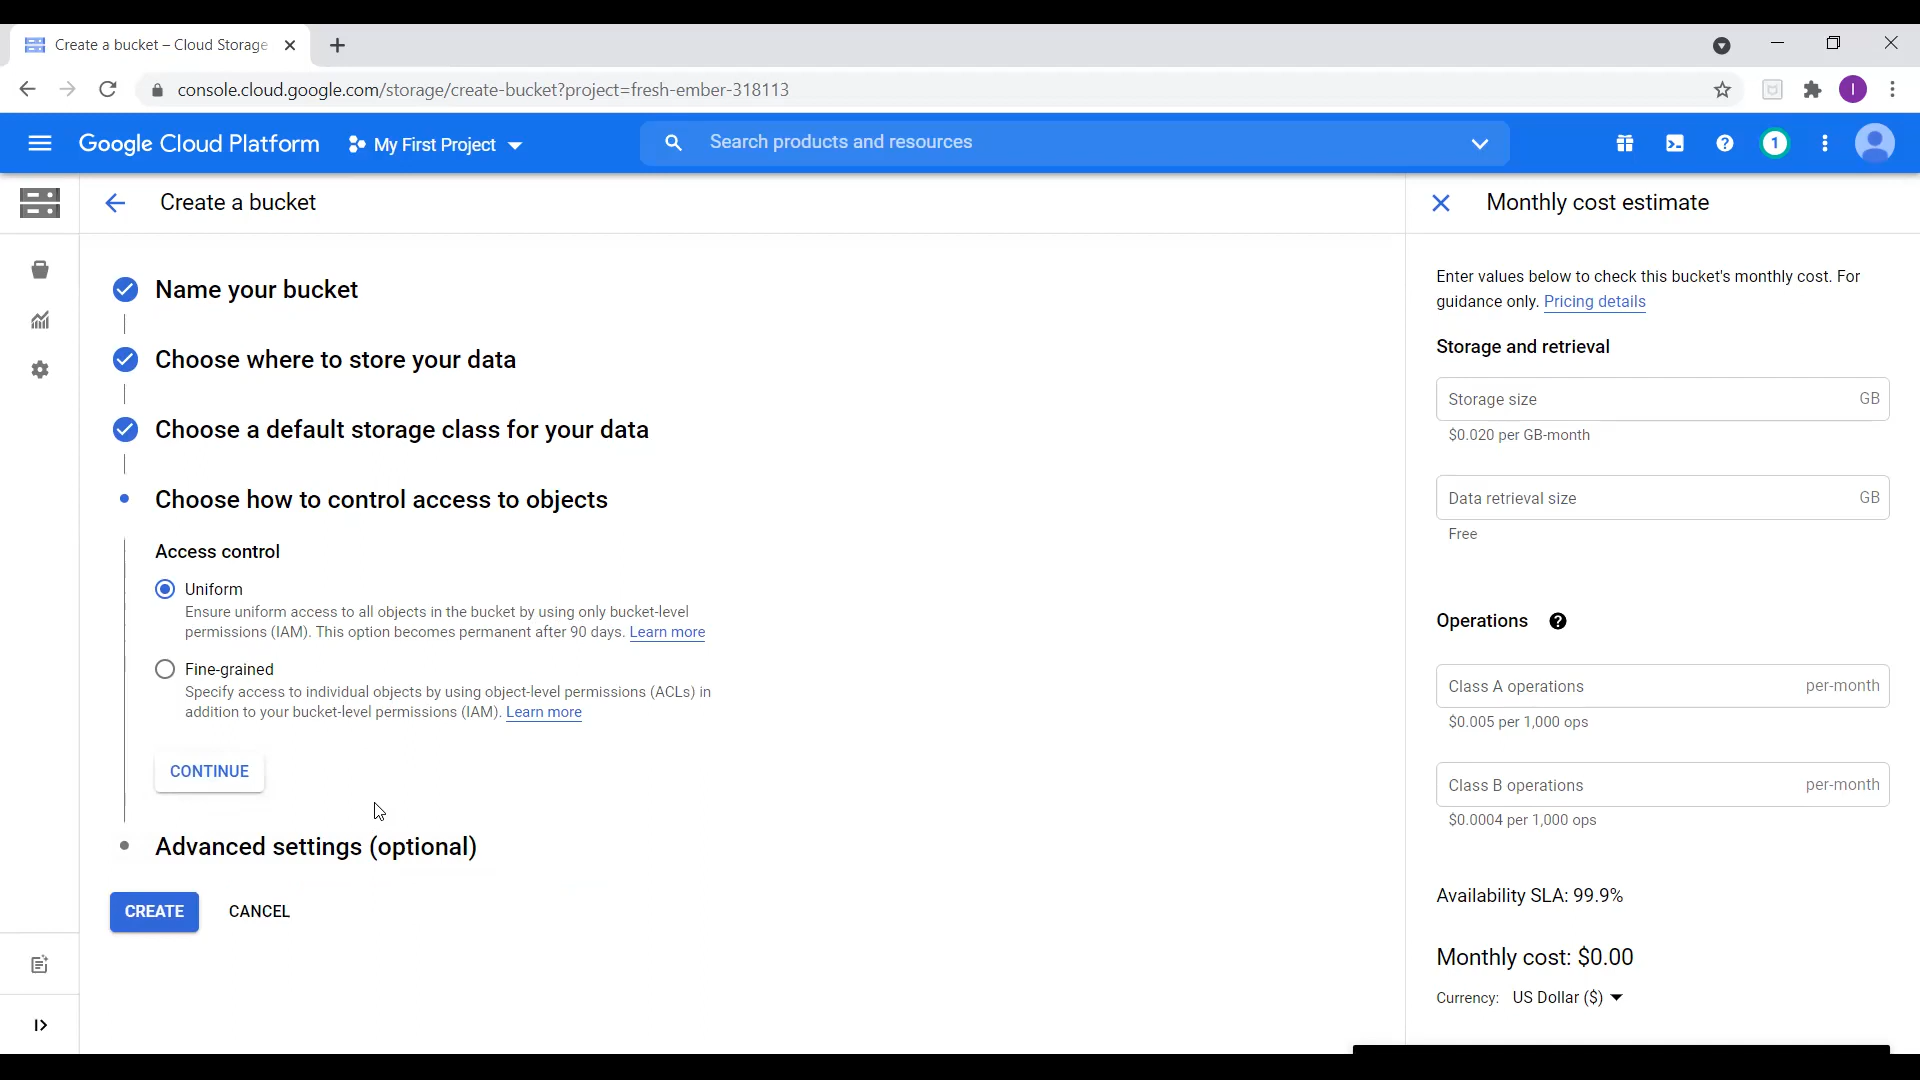 Create a bucket – Cloud Storage
console.cloud.google.com/storage/create-bucket?project=fresh-ember-318113
I
Google Cloud Platform
My First Project
Search products and resources
1
Create a bucket
Name your bucket
Choose where to store your data
Choose a default storage class for your data
Choose how to control access to objects
Access control
Uniform
Ensure uniform access to all objects in the bucket by using only bucket-level
permissions (IAM). This option becomes permanent after 90 days. Learn more
Fine-grained
Specify access to individual objects by using object-level permissions (ACLs) in
addition to your bucket-level permissions (IAM). Learn more
CONTINUE
Advanced settings (optional)
CREATE CANCEL
Monthly cost estimate
Enter values below to check this bucket's monthly cost. For
guidance only. Pricing details
Storage and retrieval
Storage size GB
$0.020 per GB-month
Data retrieval size GB
Free
Operations ?
Class A operations per-month
$0.005 per 1,000 ops
Class B operations per-month
$0.0004 per 1,000 ops
Availability SLA: 99.9%
Monthly cost: $0.00
Currency: US Dollar ($)